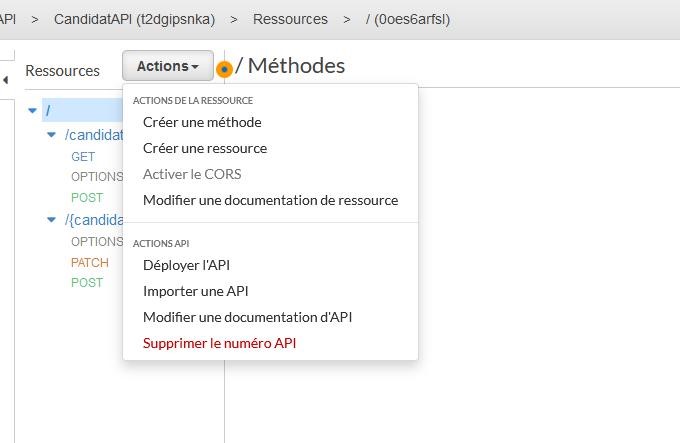 API > CandidatAPI (t2dgipsnka) > Ressources > / (0oes6arfsl)
Ressources Actions / Méthodes
ACTIONS DE LA RESSOURCE
Créer une méthode
Créer une ressource
Activer le CORS
Modifier une documentation de ressource
ACTIONS API
Déployer l'API
Importer une API
Modifier une documentation d'API
Supprimer le numéro API
/
/candidat
GET
OPTIONS
POST
/{candida
OPTIONS
PATCH
POST